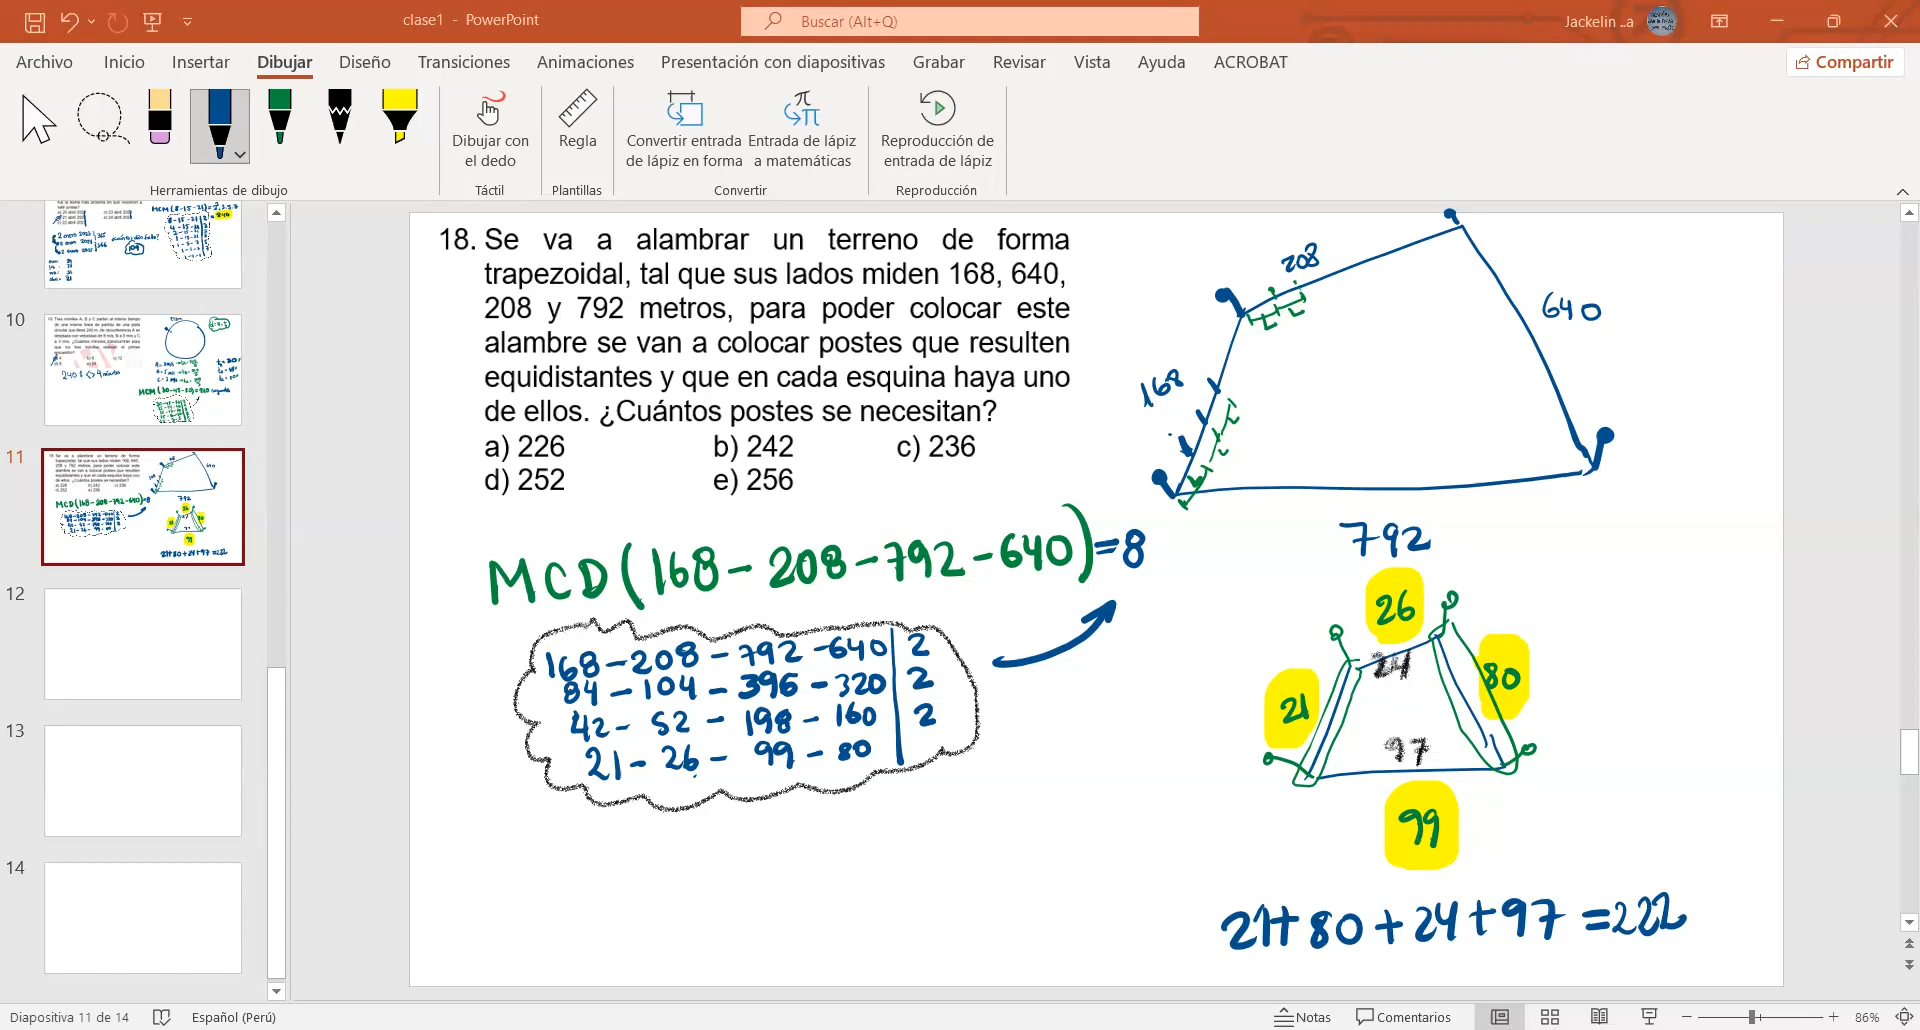 clase1 - PowerPoint
Buscar (Alt+Q)
Jackelin ..a
Archivo Inicio Insertar Dibujar Diseño Transiciones Animaciones Presentación con diapositivas Grabar Revisar Vista Ayuda ACROBAT
Compartir
Dibujar con el dedo
Regla
Convertir entrada de lápiz en forma
Entrada de lápiz a matemáticas
Reproducción de entrada de lápiz
Herramientas de dibujo
Táctil
Plantillas
Convertir
Reproducción
10
11
12
13
14
18. Se va a alambrar un terreno de forma
trapezoidal, tal que sus lados miden 168, 640,
208 y 792 metros, para poder colocar este
alambre se van a colocar postes que resulten
equidistantes y que en cada esquina haya uno
de ellos. ¿Cuántos postes se necesitan?
a) 226 b) 242 c) 236
d) 252 e) 256
208
640
168
792
MCD(168-208-792-640)=8
168-208-792-640 2
84-104-396-320 2
42-52-198-160 2
21-26-99-80
26
24
21
80
97
99
21+80+24+97=222
Diapositiva 11 de 14
Español (Perú)
Notas
Comentarios
86%